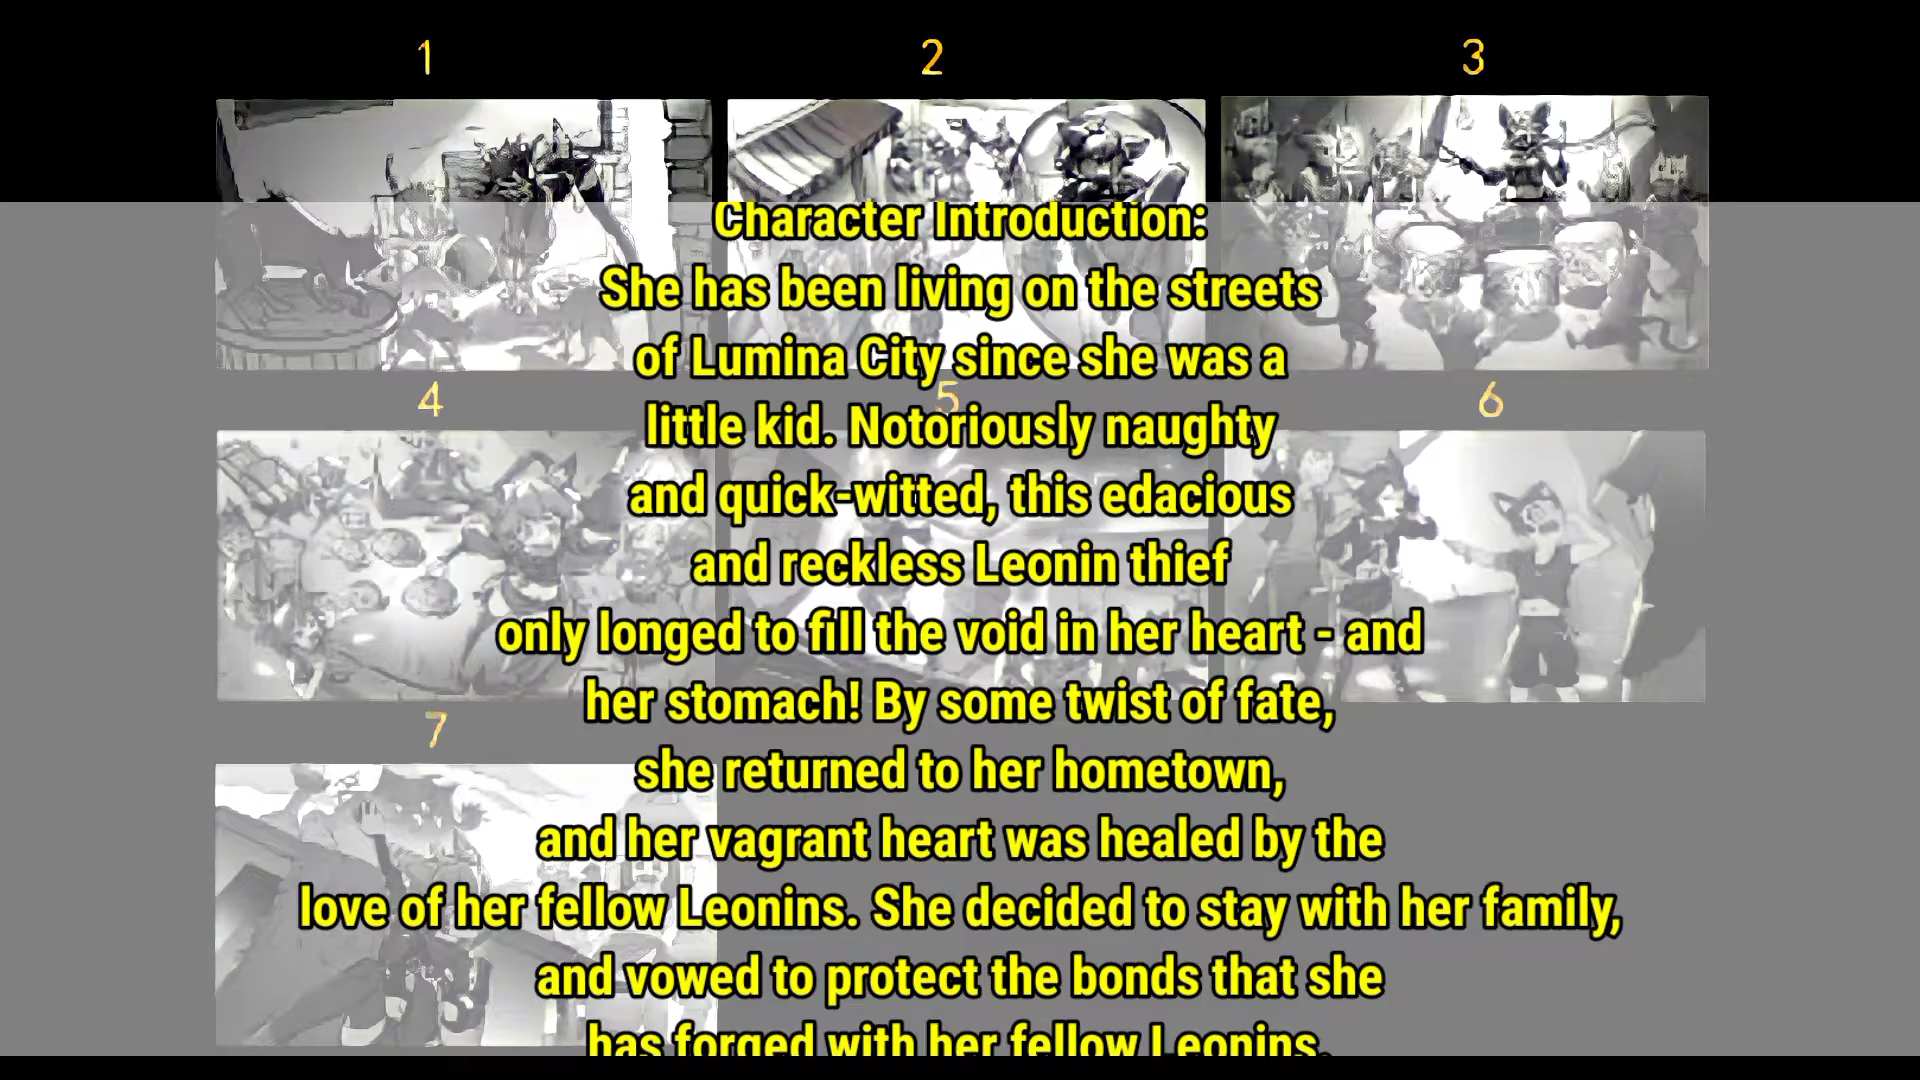 1 2 3
Character Introduction:
She has been living on the streets
of Lumina City since she was a
4 5 6
little kid. Notoriously naughty
and quick-witted, this edacious
and reckless Leonin thief
only longed to fill the void in her heart - and
her stomach! By some twist of fate,
7
she returned to her hometown,
and her vagrant heart was healed by the
love of her fellow Leonins. She decided to stay with her family,
and vowed to protect the bonds that she
has forged with her fellow Leonins.